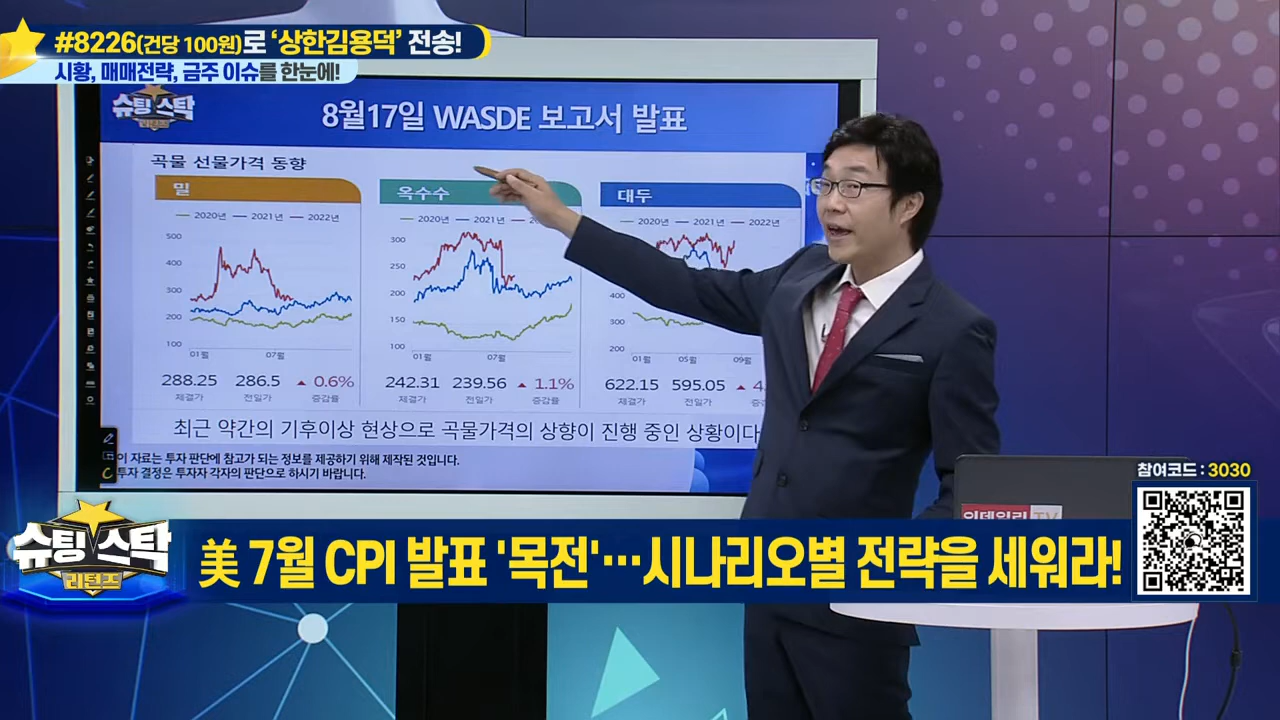 #8226(건당 100원)로 ‘상한김용덕’ 전송!
시황, 매매전략, 금주 이슈를 한눈에!
슈팅 스탁
리턴즈
8월17일 WASDE 보고서 발표
곡물 선물가격 동향
밀
2020년 2021년 2022년
500
400
300
200
100
01월 07월
288.25 286.5 ▲ 0.6%
체결가 전일가 증감률
옥수수
2020년 2021년
300
250
200
150
100
01월 07월
242.31 239.56 ▲ 1.1%
체결가 전일가 증감률
대두
2020년 2021년 2022년
400
300
200
01월 05월 09월
622.15 595.05 ▲ 4.
체결가 전일가
최근 약간의 기후이상 현상으로 곡물가격의 상향이 진행 중인 상황이다
이 자료는 투자 판단에 참고가 되는 정보를 제공하기 위해 제작된 것입니다.
투자 결정은 투자자 각자의 판단으로 하시기 바랍니다.
참여코드 : 3030
이데일리 TV
슈팅 스탁
리턴즈
美 7월 CPI 발표 '목전'…시나리오별 전략을 세워라!